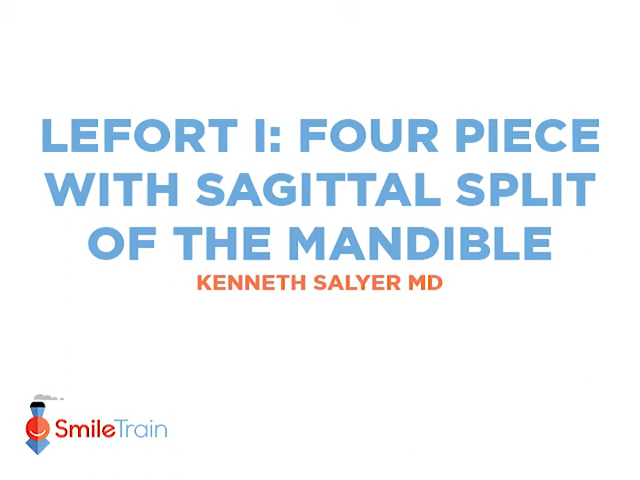 LEFORT I: FOUR PIECE
WITH SAGITTAL SPLIT
OF THE MANDIBLE
KENNETH SALYER MD
SmileTrain